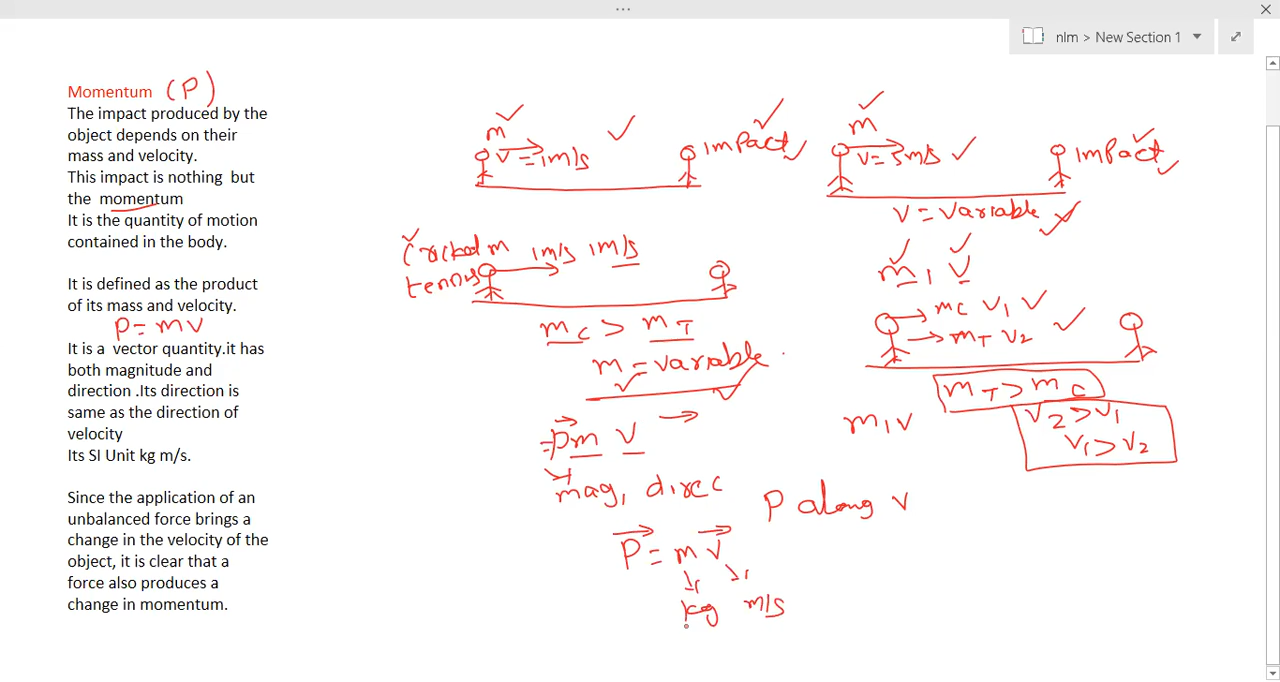 nlm > New Section 1
Momentum (P)
The impact produced by the
object depends on their
mass and velocity.
This impact is nothing but
the momentum
It is the quantity of motion
contained in the body.
It is defined as the product
of its mass and velocity.
P = mv
It is a vector quantity.it has
both magnitude and
direction .Its direction is
same as the direction of
velocity
Its SI Unit kg m/s.
Since the application of an
unbalanced force brings a
change in the velocity of the
object, it is clear that a
force also produces a
change in momentum.
m
v = 1m/s
impact
m
v = 5m/s
impact
v = variable
m 1m/s 1m/s
tennis
m, v
mC v1 v
mT v2
mC > mT
m = variable
mT > mC
v2 > v1
v1 > v2
= P m v
m, v
mag, direc
P along v
P = m v
kg m/s